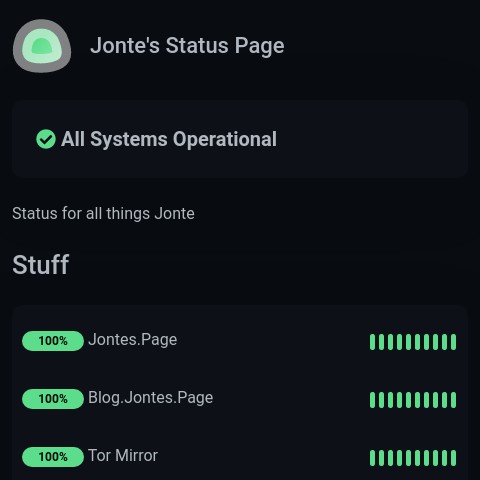 Jonte's Status Page
All Systems Operational
Status for all things Jonte
Stuff
100% Jontes.Page
100% Blog.Jontes.Page
100% Tor Mirror